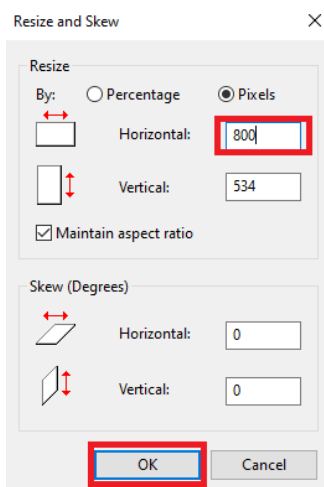 Resize and Skew
Resize
By: Percentage Pixels
Horizontal: 800
Vertical: 534
Maintain aspect ratio
Skew (Degrees)
Horizontal: 0
Vertical: 0
OK Cancel